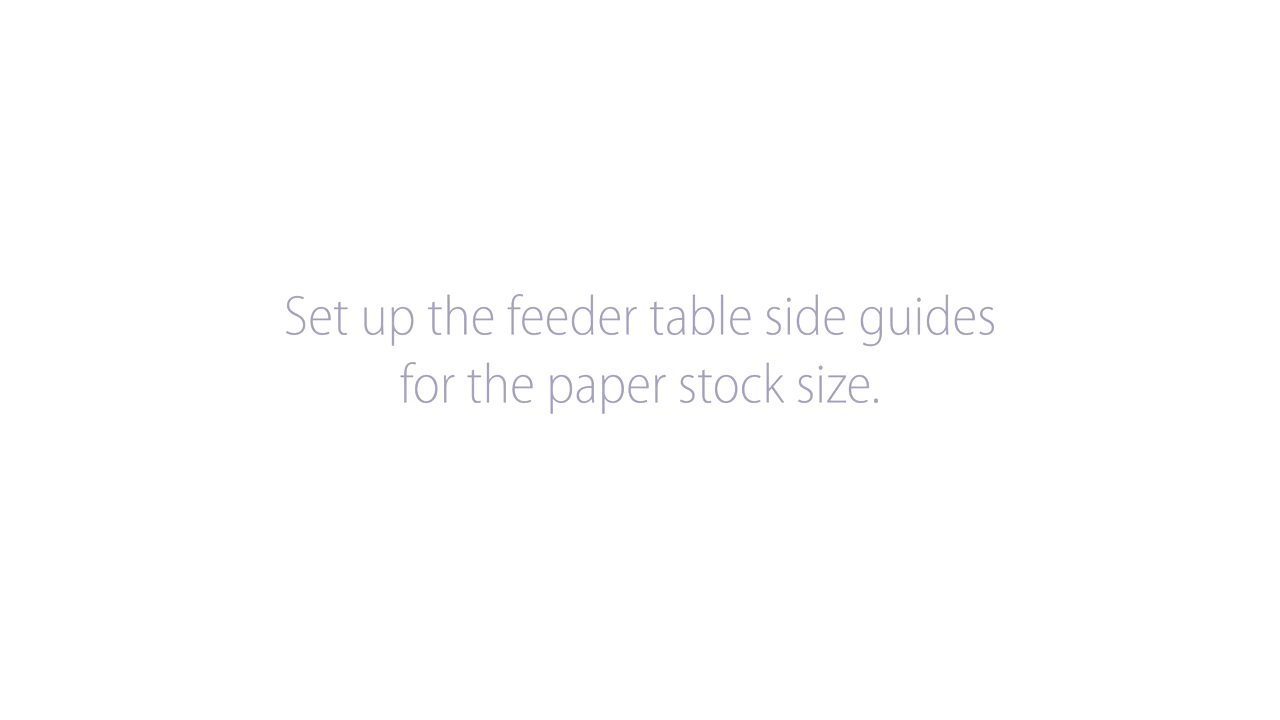 Set up the feeder table side guides
for the paper stock size.